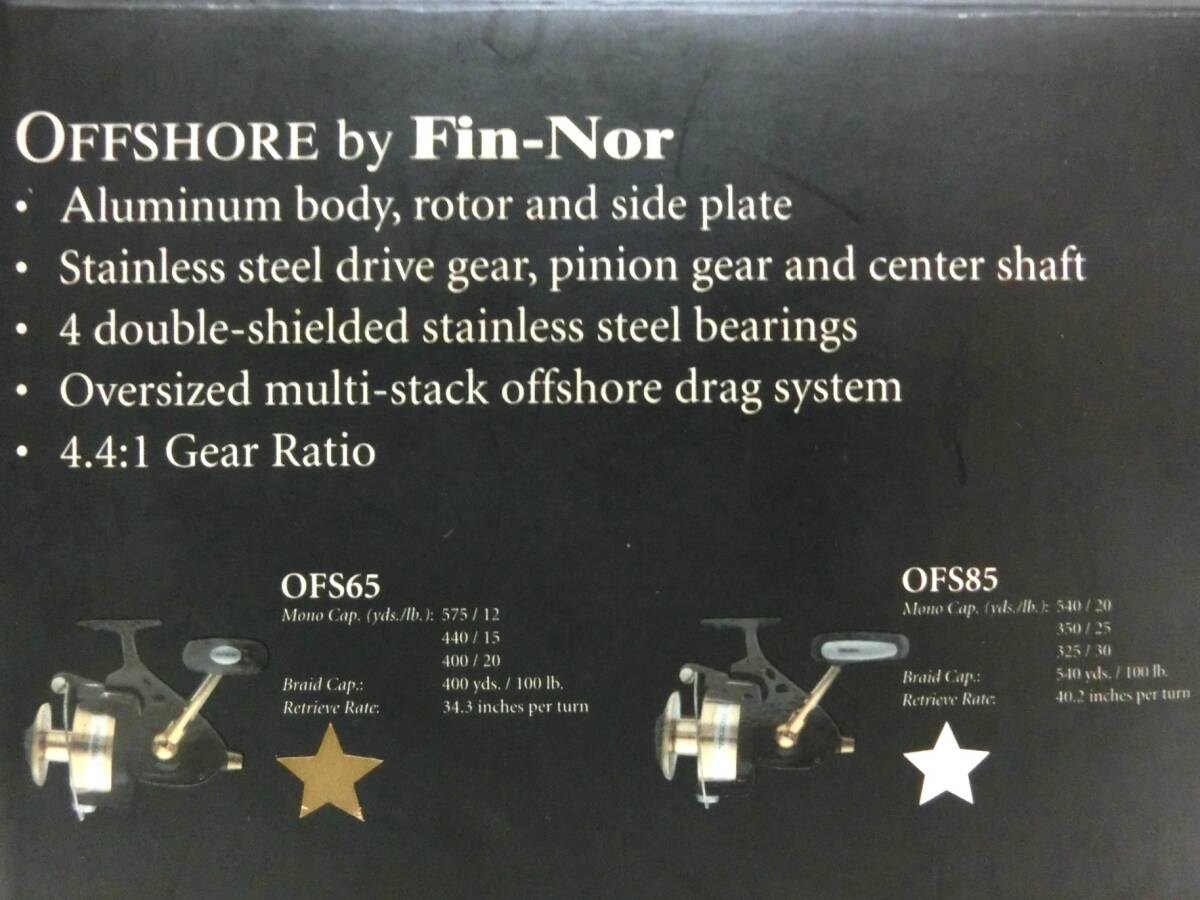 OFFSHORE by Fin-Nor
• Aluminum body, rotor and side plate
• Stainless steel drive gear, pinion gear and center shaft
• 4 double-shielded stainless steel bearings
• Oversized multi-stack offshore drag system
• 4.4:1 Gear Ratio
OFS65
Mono Cap. (yds./lb.): 575 / 12
440 / 15
400 / 20
Braid Cap.: 400 yds. / 100 lb.
Retrieve Rate: 34.3 inches per turn
OFS85
Mono Cap. (yds./lb.): 540 / 20
350 / 25
325 / 30
Braid Cap.: 540 yds. / 100 lb.
Retrieve Rate: 40.2 inches per turn